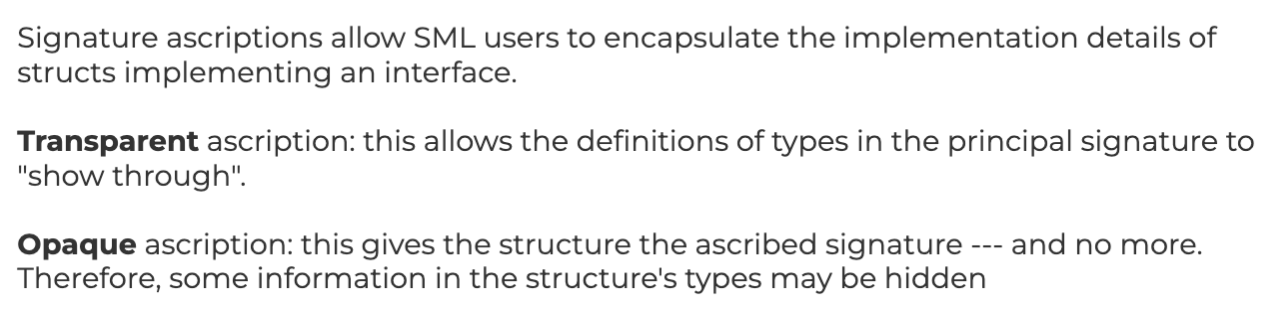 Signature ascriptions allow SML users to encapsulate the implementation details of
structs implementing an interface.
Transparent ascription: this allows the definitions of types in the principal signature to
"show through".
Opaque ascription: this gives the structure the ascribed signature --- and no more.
Therefore, some information in the structure's types may be hidden